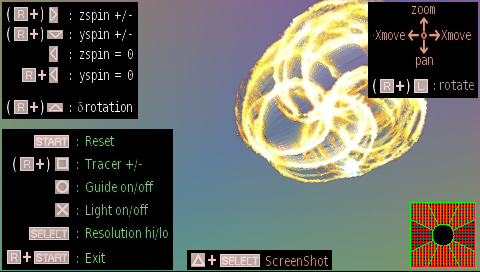 (R+) : zspin +/-
(R+) : yspin +/-
: zspin = 0
R+ : yspin = 0
(R+) : δrotation
START : Reset
(R+) : Tracer +/-
: Guide on/off
: Light on/off
SELECT : Resolution hi/lo
R+START : Exit
zoom
Xmove Xmove
pan
(R+) L : rotate
+ SELECT ScreenShot